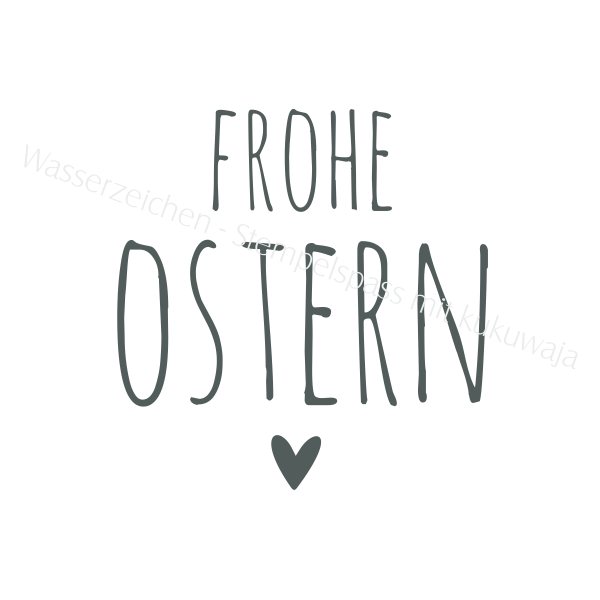 FROHE
Wasserzeichen - Stempelspass mit kukuwaja
OSTERN